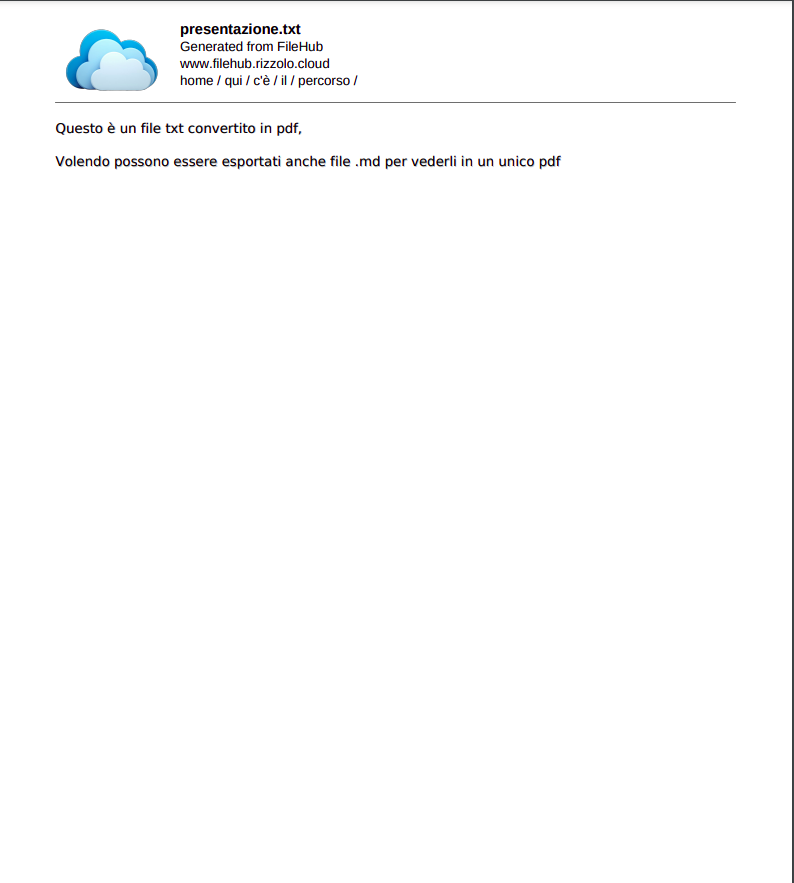 presentazione.txt
Generated from FileHub
www.filehub.rizzolo.cloud
home / qui / c'è / il / percorso /
Questo è un file txt convertito in pdf,
Volendo possono essere esportati anche file .md per vederli in un unico pdf